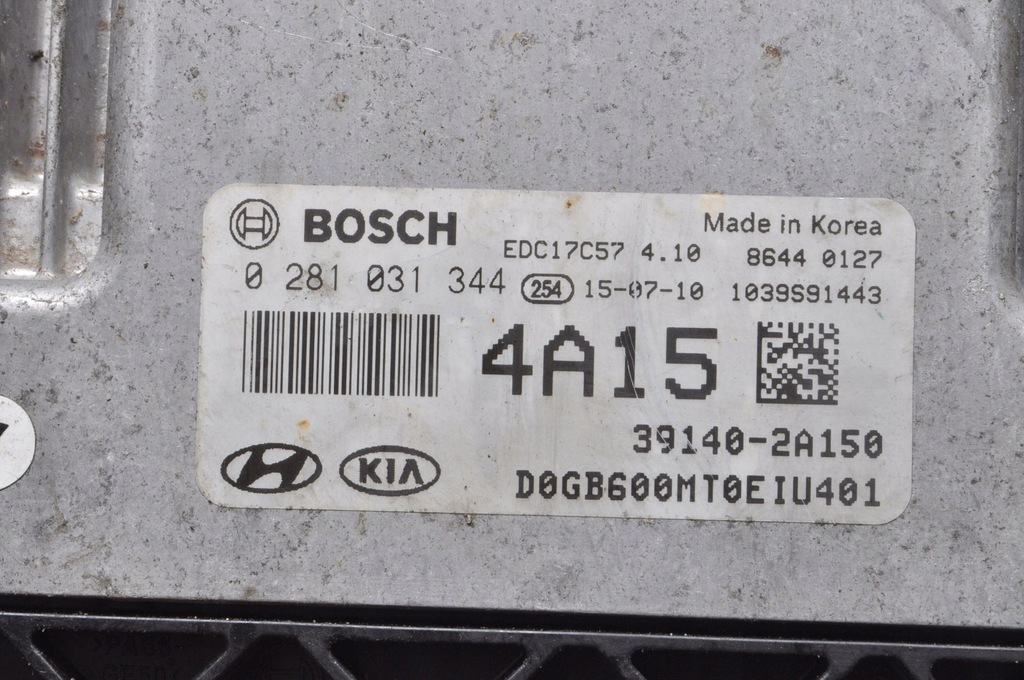 BOSCH
Made in Korea
EDC17C57 4.10 8644 0127
0 281 031 344 254 15-07-10 1039S91443
4A15
39140-2A150
KIA
D0GB600MT0EIU401